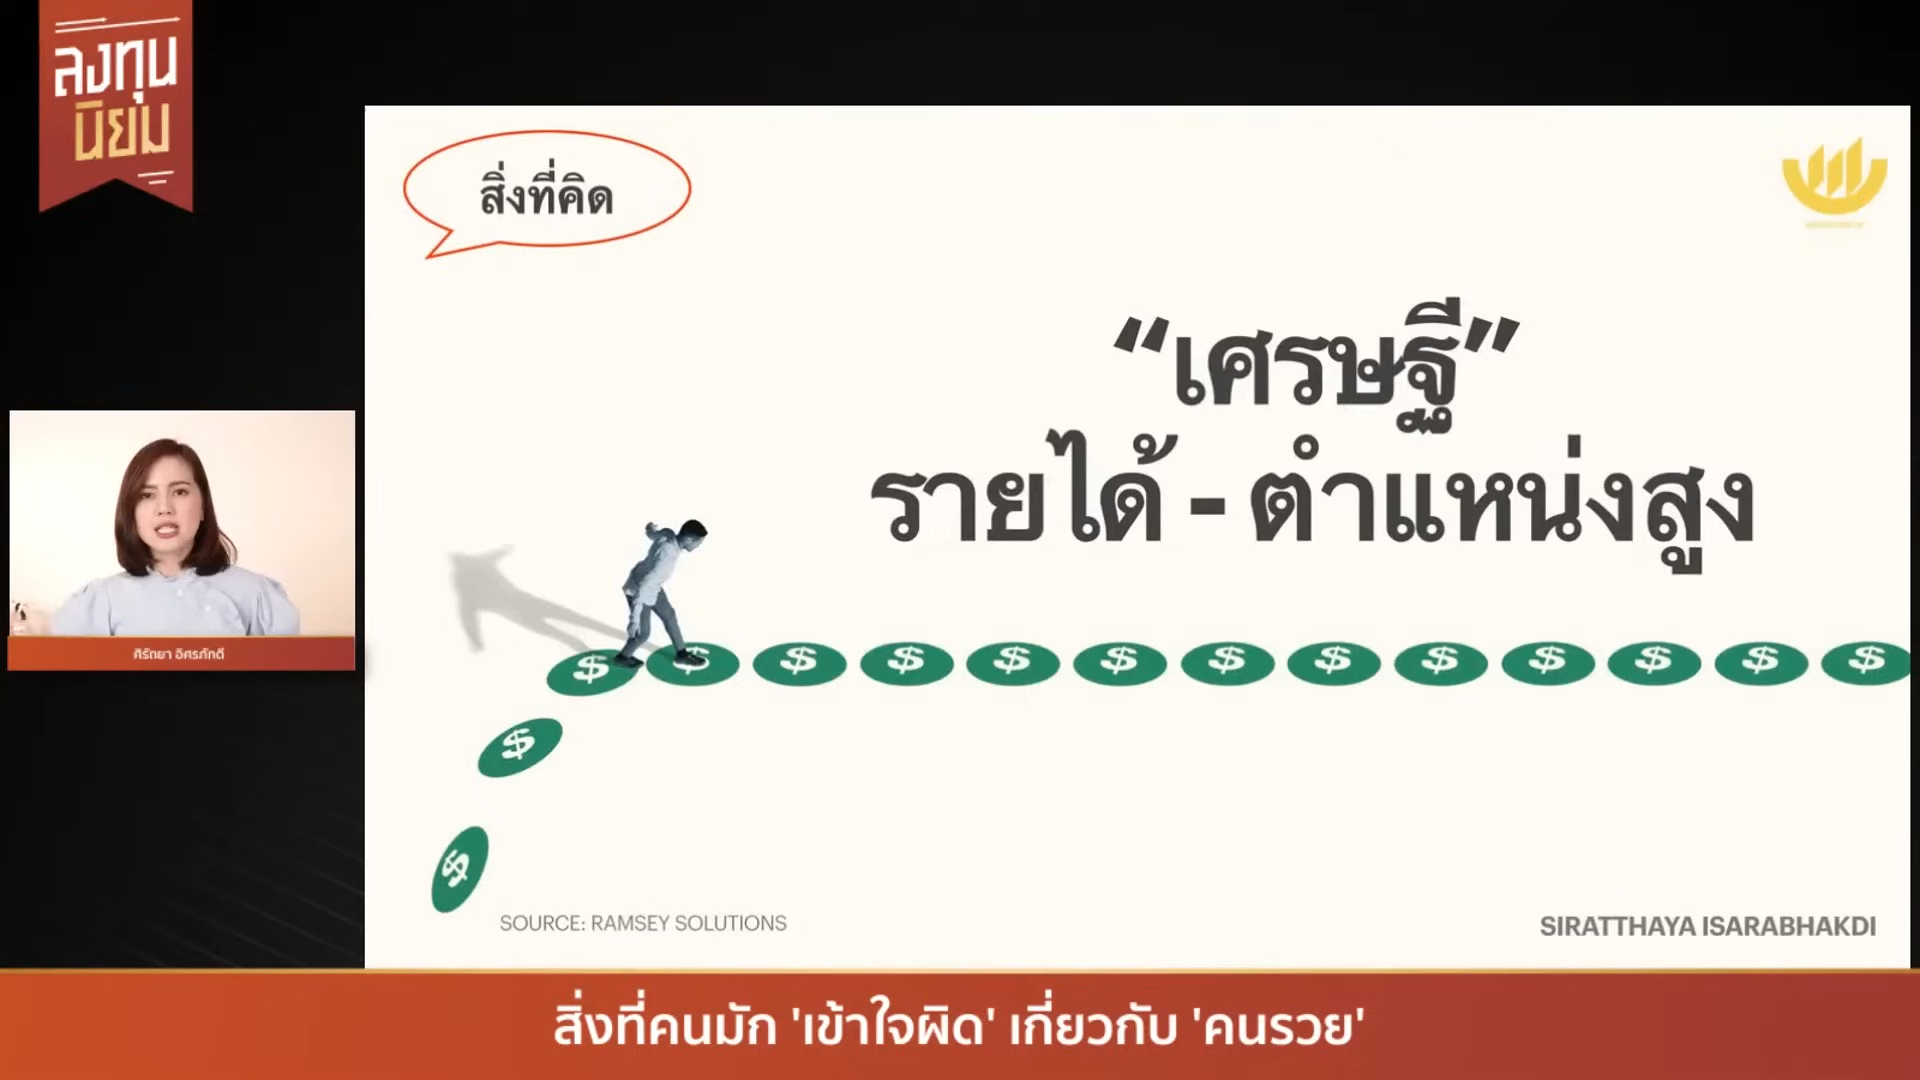 ลงทุน
นิยม
สิ่งที่คิด
“เศรษฐี”
รายได้ - ตำแหน่งสูง
ศิรัถยา อิศรภักดี
$ $ $ $ $ $ $ $ $ $ $ $ $
$
$
SOURCE: RAMSEY SOLUTIONS
SIRATTHAYA ISARABHAKDI
สิ่งที่คนมัก 'เข้าใจผิด' เกี่ยวกับ 'คนรวย'